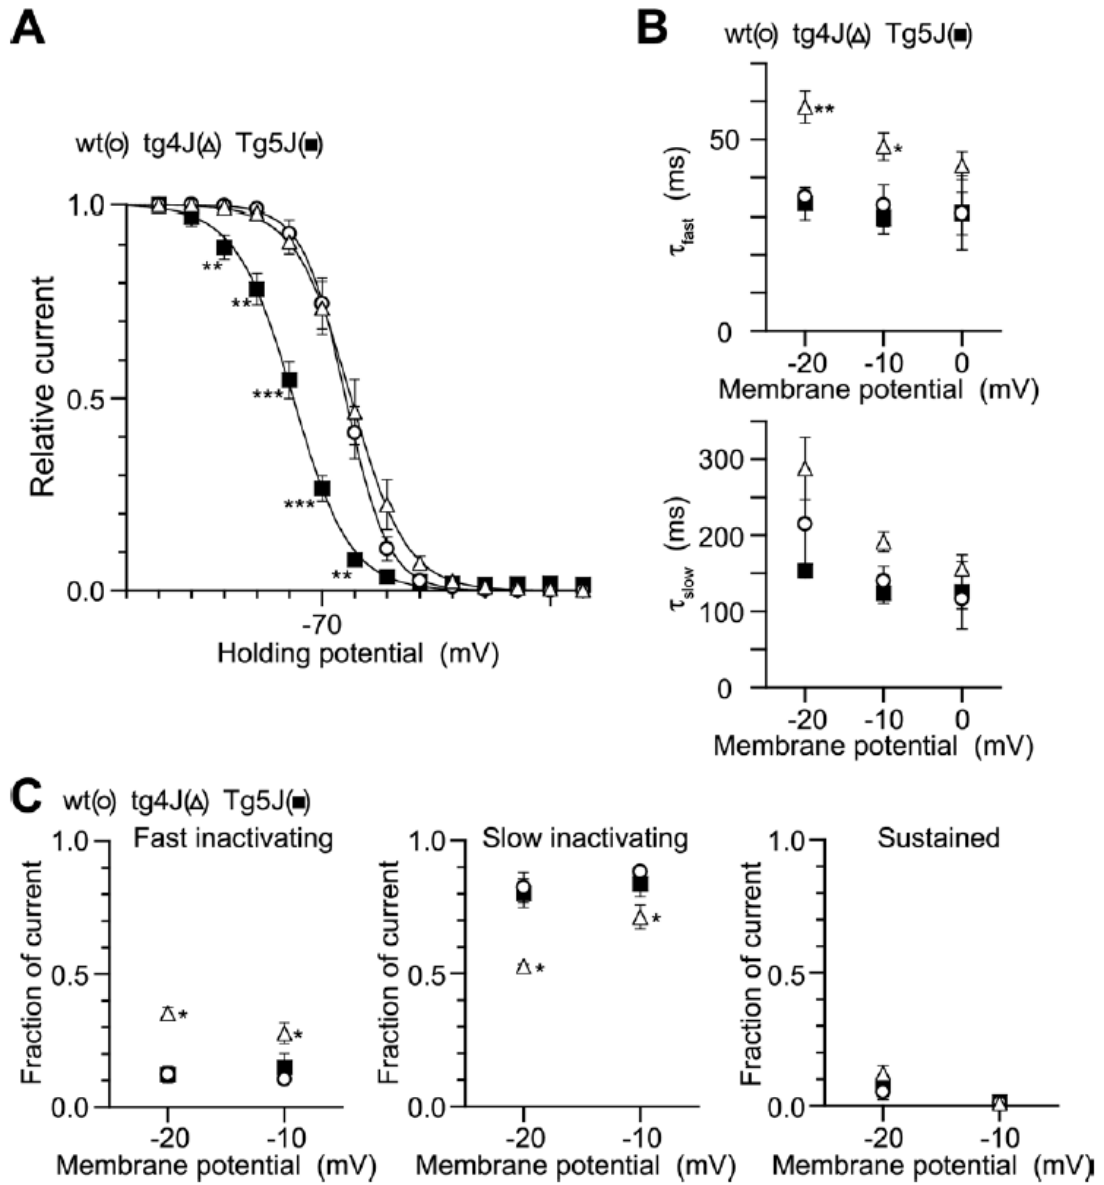 A
wt(○) tg4J(△) Tg5J(■)
1.0
0.5
0.0
Relative current
**
**
***
***
**
-70
Holding potential (mV)
B
wt(○) tg4J(△) Tg5J(■)
τfast (ms)
50
0
**
*
-20 -10 0
Membrane potential (mV)
τslow (ms)
300
200
100
0
-20 -10 0
Membrane potential (mV)
C
wt(○) tg4J(△) Tg5J(■)
Fast inactivating
Fraction of current
1.0
0.5
0.0
*
*
-20 -10
Membrane potential (mV)
Slow inactivating
Fraction of current
1.0
0.5
0.0
*
*
-20 -10
Membrane potential (mV)
Sustained
Fraction of current
1.0
0.5
0.0
-20 -10
Membrane potential (mV)